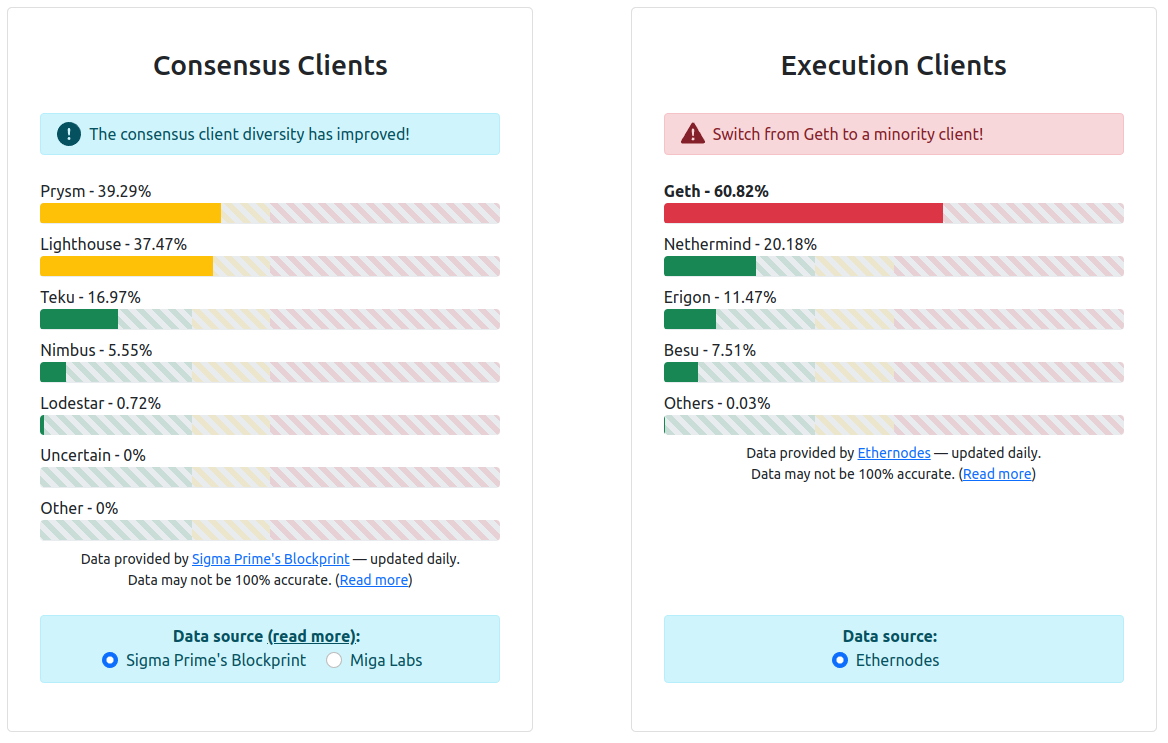 Consensus Clients
The consensus client diversity has improved!
Prysm - 39.29%
Lighthouse - 37.47%
Teku - 16.97%
Nimbus - 5.55%
Lodestar - 0.72%
Uncertain - 0%
Other - 0%
Data provided by Sigma Prime's Blockprint — updated daily.
Data may not be 100% accurate. (Read more)
Data source (read more):
Sigma Prime's Blockprint Miga Labs
Execution Clients
Switch from Geth to a minority client!
Geth - 60.82%
Nethermind - 20.18%
Erigon - 11.47%
Besu - 7.51%
Others - 0.03%
Data provided by Ethernodes — updated daily.
Data may not be 100% accurate. (Read more)
Data source:
Ethernodes